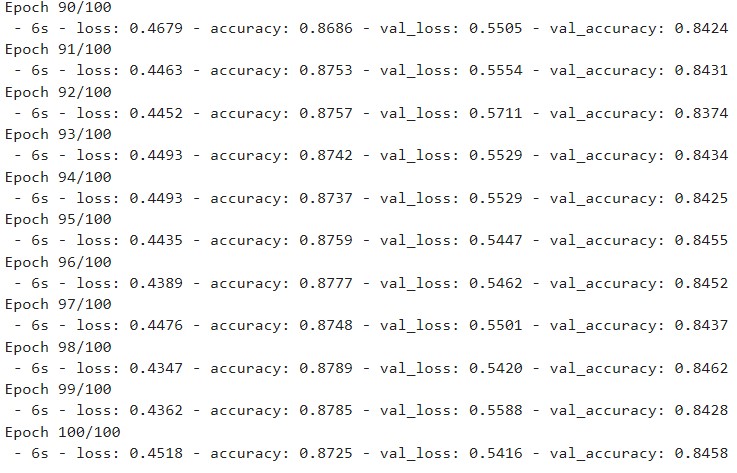 Epoch 90/100
- 6s - loss: 0.4679 - accuracy: 0.8686 - val_loss: 0.5505 - val_accuracy: 0.8424
Epoch 91/100
- 6s - loss: 0.4463 - accuracy: 0.8753 - val_loss: 0.5554 - val_accuracy: 0.8431
Epoch 92/100
- 6s - loss: 0.4452 - accuracy: 0.8757 - val_loss: 0.5711 - val_accuracy: 0.8374
Epoch 93/100
- 6s - loss: 0.4493 - accuracy: 0.8742 - val_loss: 0.5529 - val_accuracy: 0.8434
Epoch 94/100
- 6s - loss: 0.4493 - accuracy: 0.8737 - val_loss: 0.5529 - val_accuracy: 0.8425
Epoch 95/100
- 6s - loss: 0.4435 - accuracy: 0.8759 - val_loss: 0.5447 - val_accuracy: 0.8455
Epoch 96/100
- 6s - loss: 0.4389 - accuracy: 0.8777 - val_loss: 0.5462 - val_accuracy: 0.8452
Epoch 97/100
- 6s - loss: 0.4476 - accuracy: 0.8748 - val_loss: 0.5501 - val_accuracy: 0.8437
Epoch 98/100
- 6s - loss: 0.4347 - accuracy: 0.8789 - val_loss: 0.5420 - val_accuracy: 0.8462
Epoch 99/100
- 6s - loss: 0.4362 - accuracy: 0.8785 - val_loss: 0.5588 - val_accuracy: 0.8428
Epoch 100/100
- 6s - loss: 0.4518 - accuracy: 0.8725 - val_loss: 0.5416 - val_accuracy: 0.8458